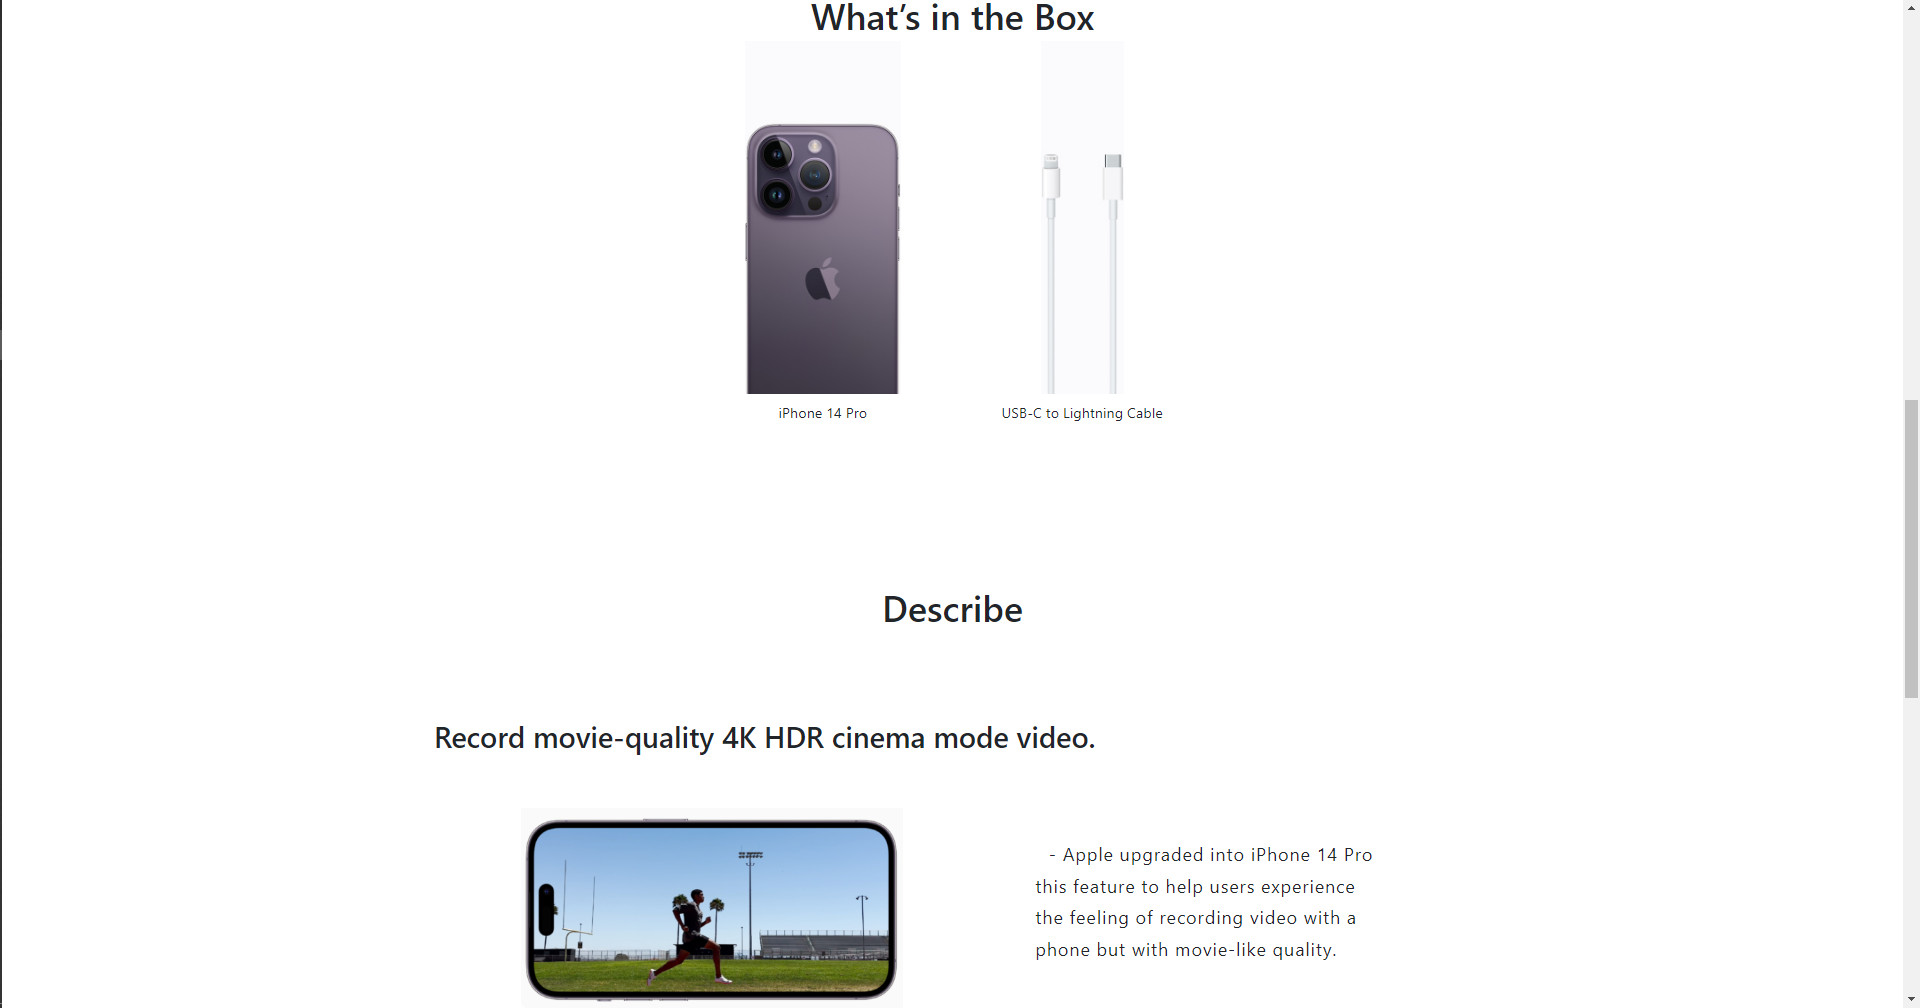 What’s in the Box
iPhone 14 Pro
USB-C to Lightning Cable
Describe
Record movie-quality 4K HDR cinema mode video.
- Apple upgraded into iPhone 14 Pro
this feature to help users experience
the feeling of recording video with a
phone but with movie-like quality.